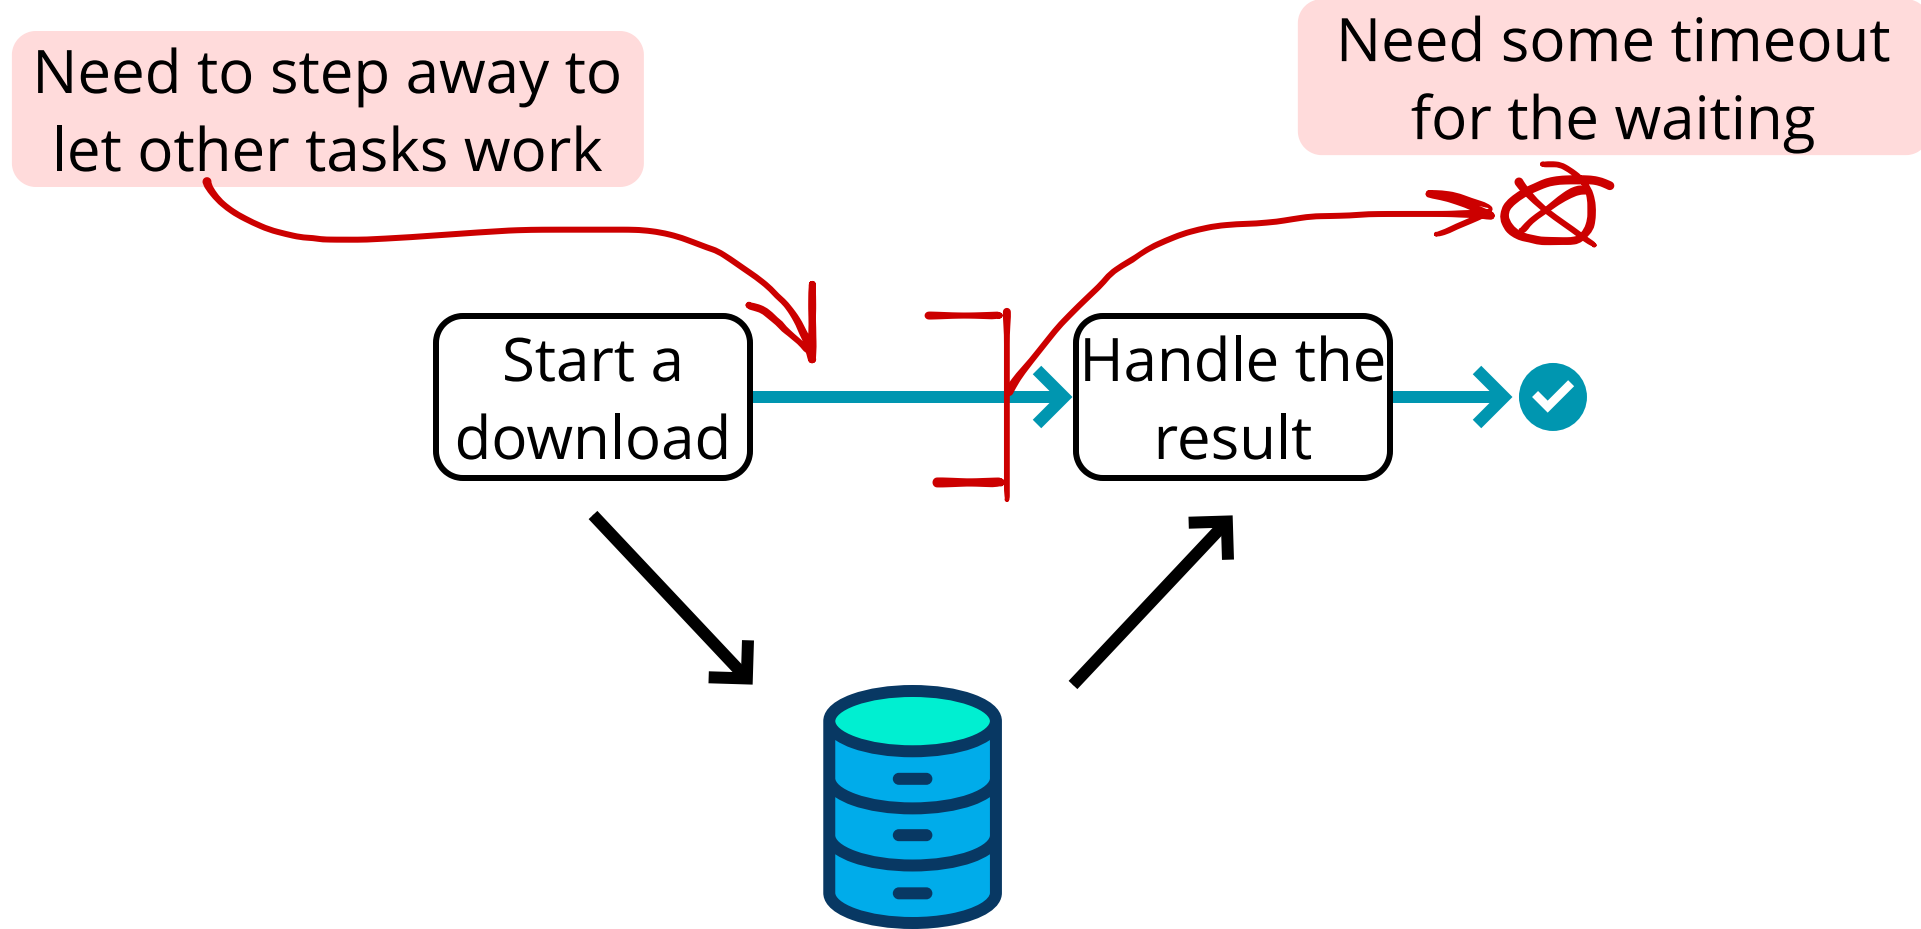 Need to step away to
let other tasks work
Need some timeout
for the waiting
Start a
download
Handle the
result